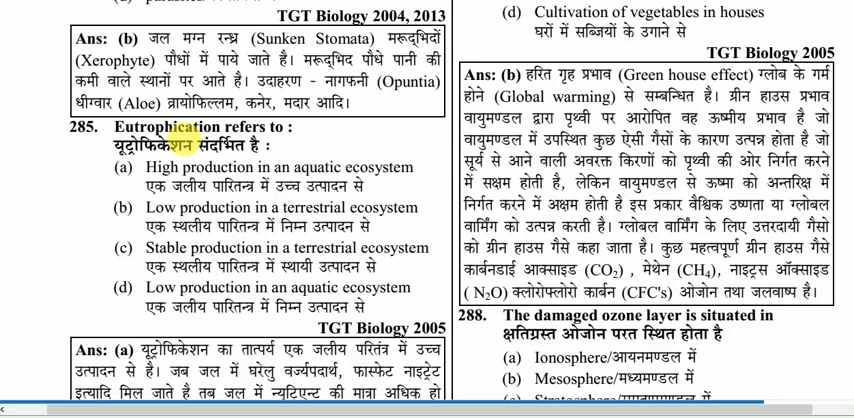 TGT Biology 2004, 2013
Ans: (b) जल मग्न रन्ध्र (Sunken Stomata) मरूद्भिदों
(Xerophyte) पौधों में पाये जाते है। मरूद्भिद पौधे पानी की
कमी वाले स्थानों पर आते है। उदाहरण - नागफनी (Opuntia)
धीग्वार (Aloe) ब्रायोफिल्लम, कनेर, मदार आदि।
285. Eutrophication refers to :
यूट्रोफिकेशन संदर्भित है :
(a) High production in an aquatic ecosystem
एक जलीय पारितन्त्र में उच्च उत्पादन से
(b) Low production in a terrestrial ecosystem
एक स्थलीय पारितन्त्र में निम्न उत्पादन से
(c) Stable production in a terrestrial ecosystem
एक स्थलीय पारितन्त्र में स्थायी उत्पादन से
(d) Low production in an aquatic ecosystem
एक जलीय पारितन्त्र में निम्न उत्पादन से
TGT Biology 2005
Ans: (a) यूट्रोफिकेशन का तात्पर्य एक जलीय परितंत्र में उच्च
उत्पादन से है। जब जल में घरेलु वर्ज्यपदार्थ, फास्फेट नाइट्रेट
इत्यादि मिल जाते है तब जल में न्यूटिएन्ट की मात्रा अधिक हो
(d) Cultivation of vegetables in houses
घरों में सब्जियों के उगाने से
TGT Biology 2005
Ans: (b) हरित गृह प्रभाव (Green house effect) ग्लोब के गर्म
होने (Global warming) से सम्बन्धित है। ग्रीन हाउस प्रभाव
वायुमण्डल द्वारा पृथ्वी पर आरोपित वह ऊष्मीय प्रभाव है जो
वायुमण्डल में उपस्थित कुछ ऐसी गैसों के कारण उत्पन्न होता है जो
सूर्य से आने वाली अवरक्त किरणों को पृथ्वी की ओर निर्गत करने
में सक्षम होती है, लेकिन वायुमण्डल से ऊष्मा को अन्तरिक्ष में
निर्गत करने में अक्षम होती है इस प्रकार वैश्विक उष्णता या ग्लोबल
वार्मिंग को उत्पन्न करती है। ग्लोबल वार्मिंग के लिए उत्तरदायी गैसो
को ग्रीन हाउस गैसे कहा जाता है। कुछ महत्वपूर्ण ग्रीन हाउस गैसे
कार्बनडाई आक्साइड (CO₂) , मेथेन (CH₄), नाइट्स ऑक्साइड
( N₂O) क्लोरोफ्लोरो कार्बन (CFC's) ओजोन तथा जलवाष्प है।
288. The damaged ozone layer is situated in
क्षतिग्रस्त ओजोन परत स्थित होता है
(a) Ionosphere/आयनमण्डल में
(b) Mesosphere/मध्यमण्डल में